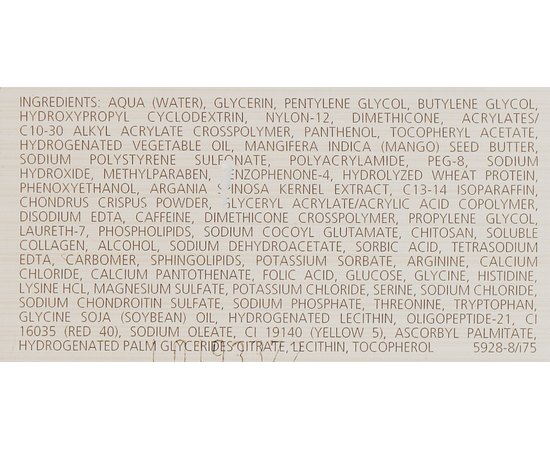 INGREDIENTS: AQUA (WATER), GLYCERIN, PENTYLENE GLYCOL, BUTYLENE GLYCOL,
HYDROXYPROPYL CYCLODEXTRIN, NYLON-12, DIMETHICONE, ACRYLATES/
C10-30 ALKYL ACRYLATE CROSSPOLYMER, PANTHENOL, TOCOPHERYL ACETATE,
HYDROGENATED VEGETABLE OIL, MANGIFERA INDICA (MANGO) SEED BUTTER,
SODIUM POLYSTYRENE SULFONATE, POLYACRYLAMIDE, PEG-8, SODIUM
HYDROXIDE, METHYLPARABEN, ENZOPHENONE-4, HYDROLYZED WHEAT PROTEIN,
PHENOXYETHANOL, ARGANIA SPINOSA KERNEL EXTRACT, C13-14 ISOPARAFFIN,
CHONDRUS CRISPUS POWDER, GLYCERYL ACRYLATE/ACRYLIC ACID COPOLYMER,
DISODIUM EDTA, CAFFEINE, DIMETHICONE CROSSPOLYMER, PROPYLENE GLYCOL,
LAURETH-7, PHOSPHOLIPIDS, SODIUM COCOYL GLUTAMATE, CHITOSAN, SOLUBLE
COLLAGEN, ALCOHOL, SODIUM DEHYDROACETATE, SORBIC ACID, TETRASODIUM
EDTA, CARBOMER, SPHINGOLIPIDS, POTASSIUM SORBATE, ARGININE, CALCIUM
CHLORIDE, CALCIUM PANTOTHENATE, FOLIC ACID, GLUCOSE, GLYCINE, HISTIDINE,
LYSINE HCL, MAGNESIUM SULFATE, POTASSIUM CHLORIDE, SERINE, SODIUM CHLORIDE,
SODIUM CHONDROITIN SULFATE, SODIUM PHOSPHATE, THREONINE, TRYPTOPHAN,
GLYCINE SOJA (SOYBEAN) OIL, HYDROGENATED LECITHIN, OLIGOPEPTIDE-21, CI
16035 (RED 40), SODIUM OLEATE, CI 19140 (YELLOW 5), ASCORBYL PALMITATE,
HYDROGENATED PALM GLYCERIDES CITRATE, LECITHIN, TOCOPHEROL 5928-8/i75